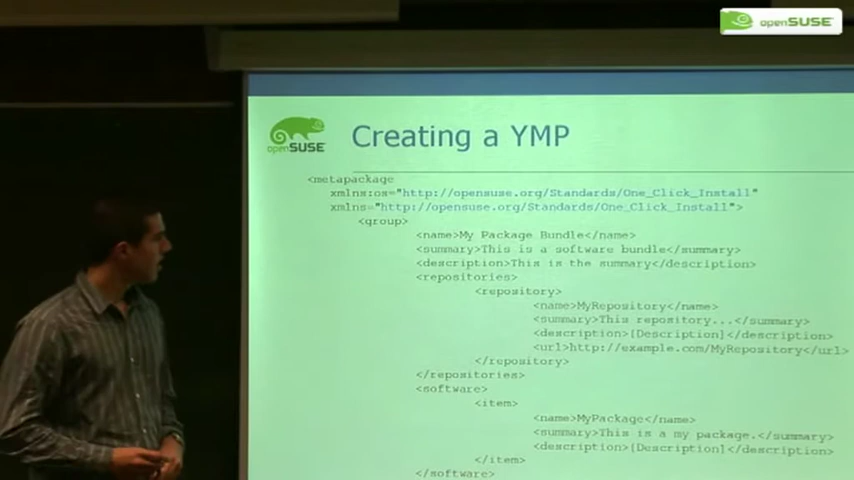 openSUSE
openSUSE
Creating a YMP
<metapackage
xmlns:os="http://opensuse.org/Standards/One_Click_Install"
xmlns="http://opensuse.org/Standards/One_Click_Install">
<group>
<name>My Package Bundle</name>
<summary>This is a software bundle</summary>
<description>This is the summary</description>
<repositories>
<repository>
<name>MyRepository</name>
<summary>This repository...</summary>
<description>[Description]</description>
<url>http://example.com/MyRepository</url>
</repository>
</repositories>
<software>
<item>
<name>MyPackage</name>
<summary>This is a my package.</summary>
<description>[Description]</description>
</item>
</software>